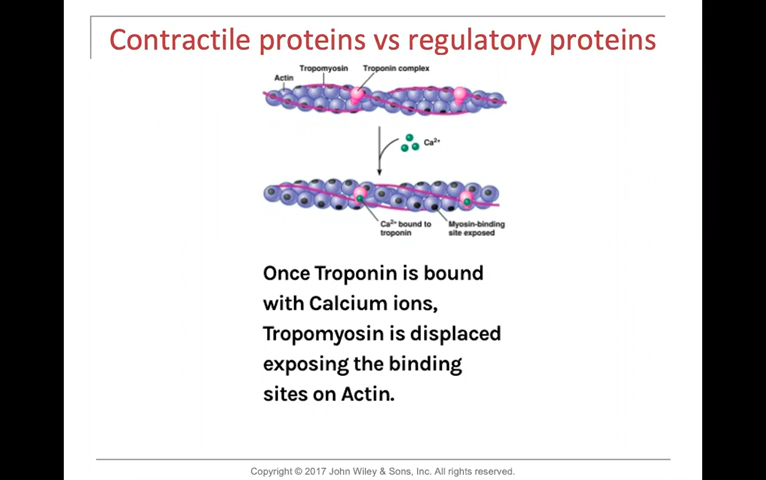 Contractile proteins vs regulatory proteins
Tropomyosin
Troponin complex
Actin
Ca²⁺
Ca²⁺ bound to
troponin
Myosin-binding
site exposed
Once Troponin is bound
with Calcium ions,
Tropomyosin is displaced
exposing the binding
sites on Actin.
Copyright © 2017 John Wiley & Sons, Inc. All rights reserved.